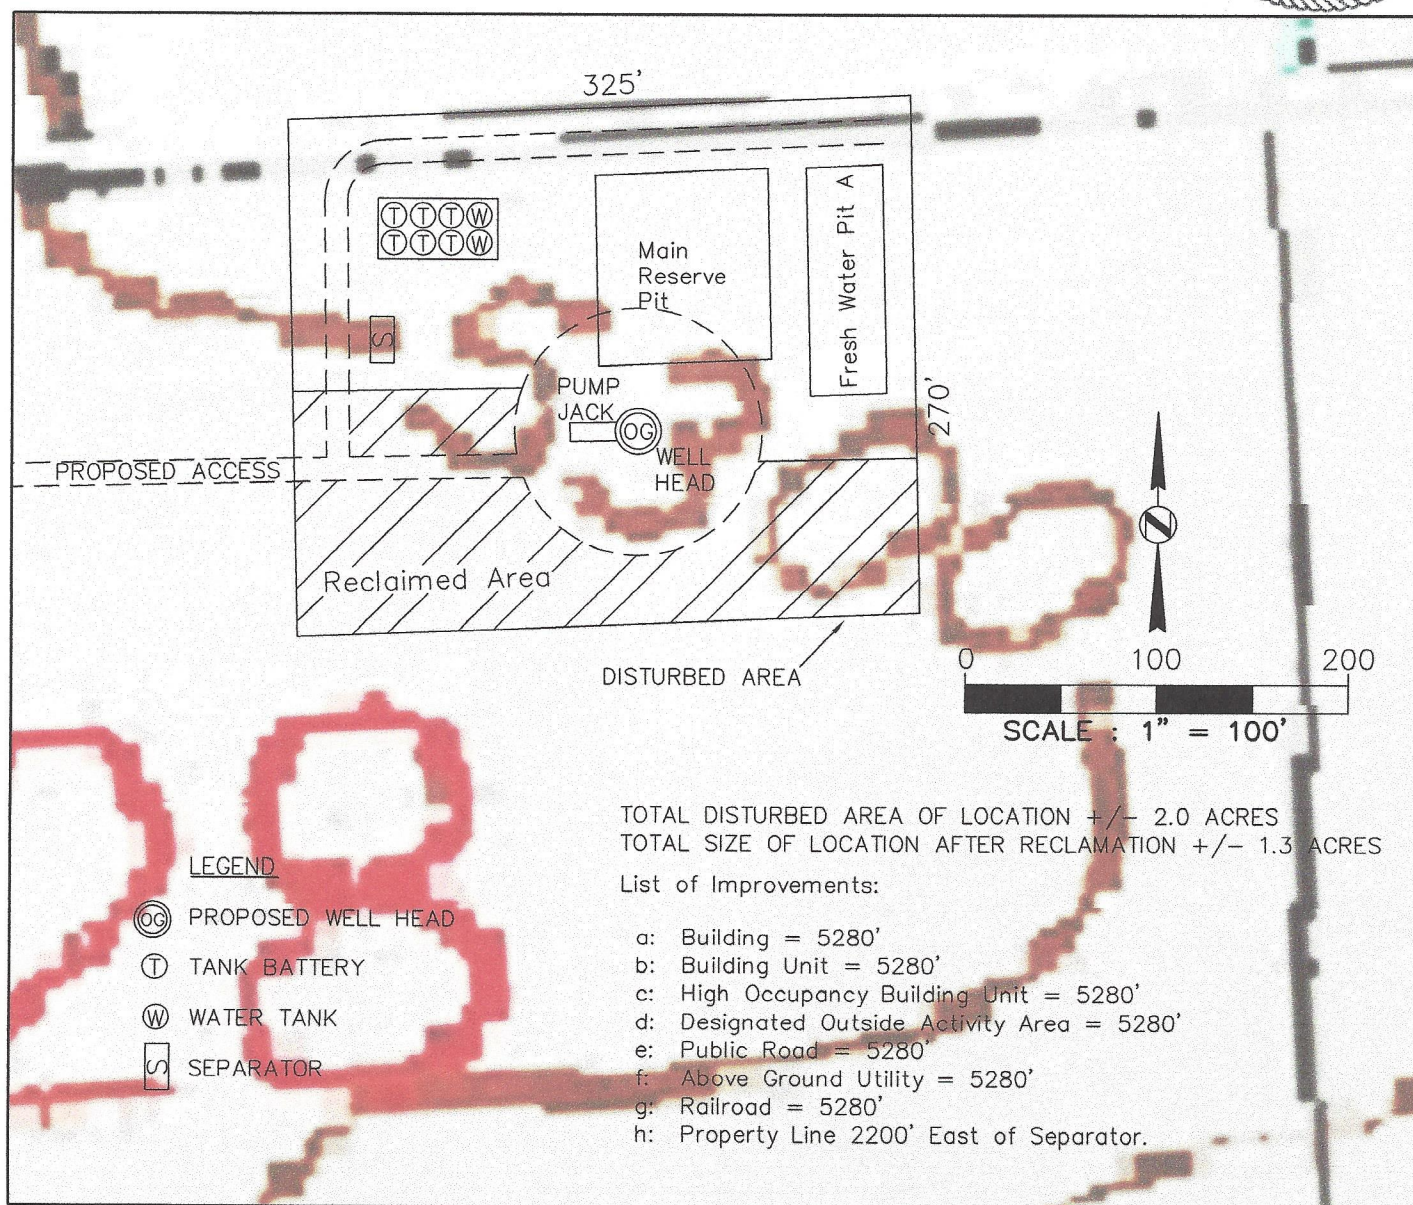 325'
T T T W
T T T W
Main
Reserve
Pit
Fresh Water Pit A
S
PUMP
JACK
OG
WELL
HEAD
270'
PROPOSED ACCESS
Reclaimed Area
DISTURBED AREA
N
0 100 200
SCALE : 1" = 100'
28
TOTAL DISTURBED AREA OF LOCATION +/- 2.0 ACRES
TOTAL SIZE OF LOCATION AFTER RECLAMATION +/- 1.3 ACRES
List of Improvements:
a: Building = 5280'
b: Building Unit = 5280'
c: High Occupancy Building Unit = 5280'
d: Designated Outside Activity Area = 5280'
e: Public Road = 5280'
f: Above Ground Utility = 5280'
g: Railroad = 5280'
h: Property Line 2200' East of Separator.
LEGEND
OG PROPOSED WELL HEAD
T TANK BATTERY
W WATER TANK
S SEPARATOR